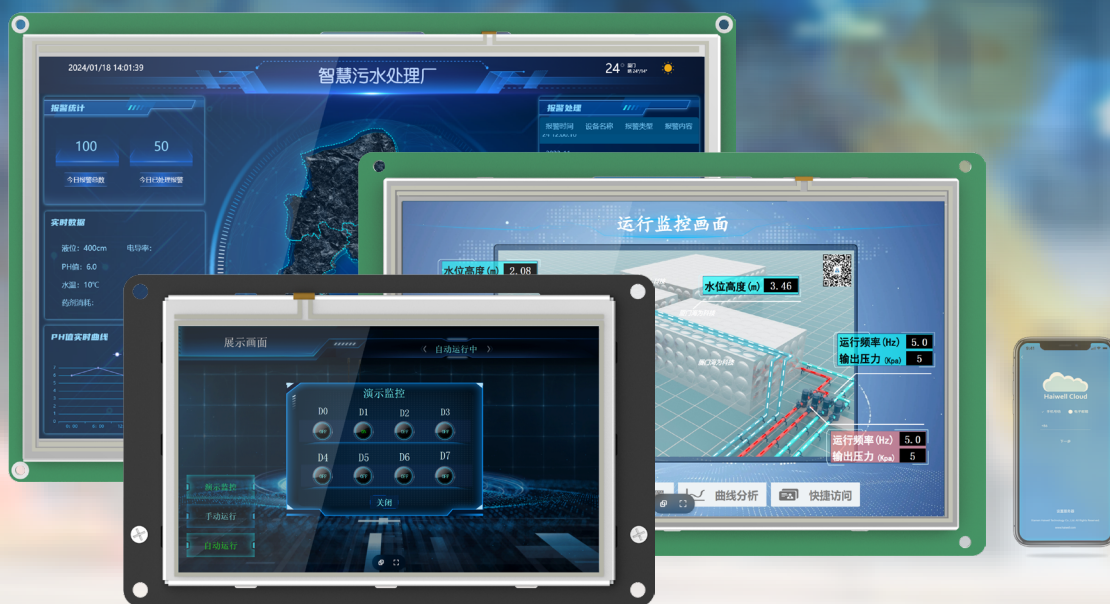 2024/01/18 14:01:39
智慧污水处理厂
24°
报警统计
100
50
今日报警总数
今日已处理报警
报警处理
报警时间 设备名称 报警类型 报警内容
实时数据
液位: 400cm 电导率:
PH值: 6.0
水温: 10℃
药剂消耗:
PH值实时曲线
运行监控画面
水位高度(m) 2.08
水位高度(m) 3.46
运行频率(Hz) 5.0
输出压力(Kpa) 5
运行频率(Hz) 5.0
输出压力(Kpa) 5
曲线分析
快捷访问
展示画面
自动运行中
演示监控
D0 D1 D2 D3
D4 D5 D6 D7
关闭
展示监控
手动运行
自动运行
Haiwell Cloud